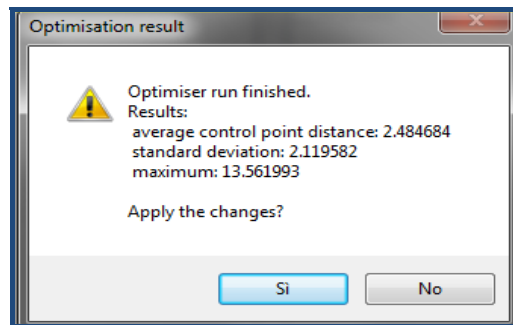 Optimisation result
Optimiser run finished.
Results:
average control point distance: 2.484684
standard deviation: 2.119582
maximum: 13.561993
Apply the changes?
Sì
No